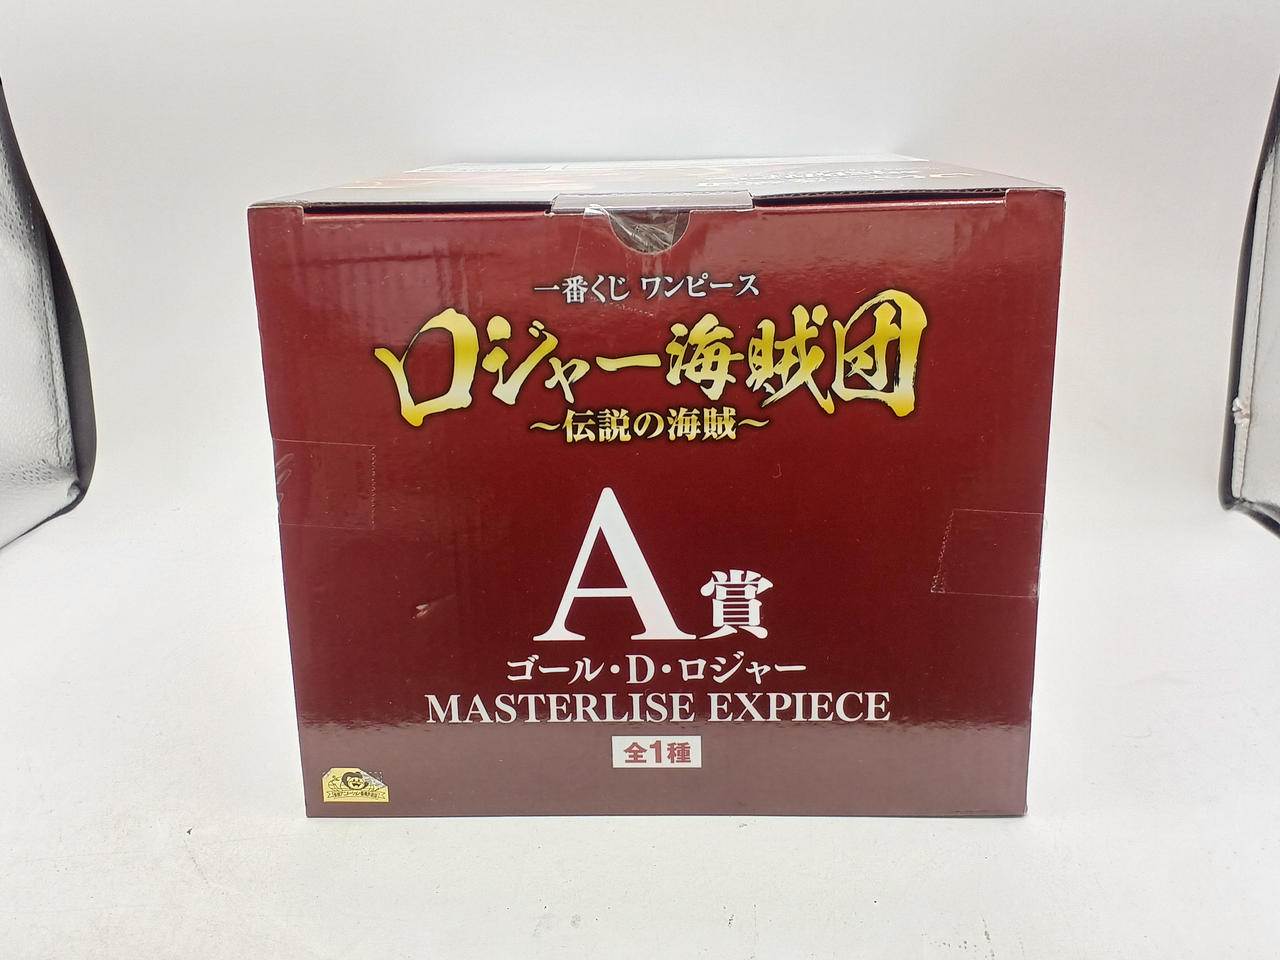 一番くじ ワンピース
ロジャー海賊団
～伝説の海賊～
A賞
ゴール・D・ロジャー
MASTERLISE EXPIECE
全1種